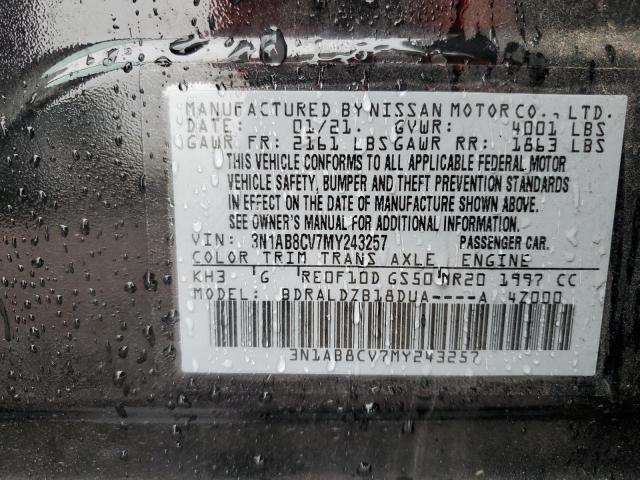 MANUFACTURED BY NISSAN MOTOR CO., LTD.
DATE: 01/21. GVWR: 4001 LBS
GAWR FR: 2161 LBS GAWR RR: 1863 LBS
THIS VEHICLE CONFORMS TO ALL APPLICABLE FEDERAL MOTOR
VEHICLE SAFETY, BUMPER AND THEFT PREVENTION STANDARDS
IN EFFECT ON THE DATE OF MANUFACTURE SHOWN ABOVE.
SEE OWNER'S MANUAL FOR ADDITIONAL INFORMATION.
VIN: 3N1AB8CV7MY243257 PASSENGER CAR.
COLOR TRIM TRANS AXLE ENGINE
KH3 G RE0F10D GS50 MR20 1997 CC
MODEL: BDRALDZB18DUA----A 4Z000
3N1AB8CV7MY243257